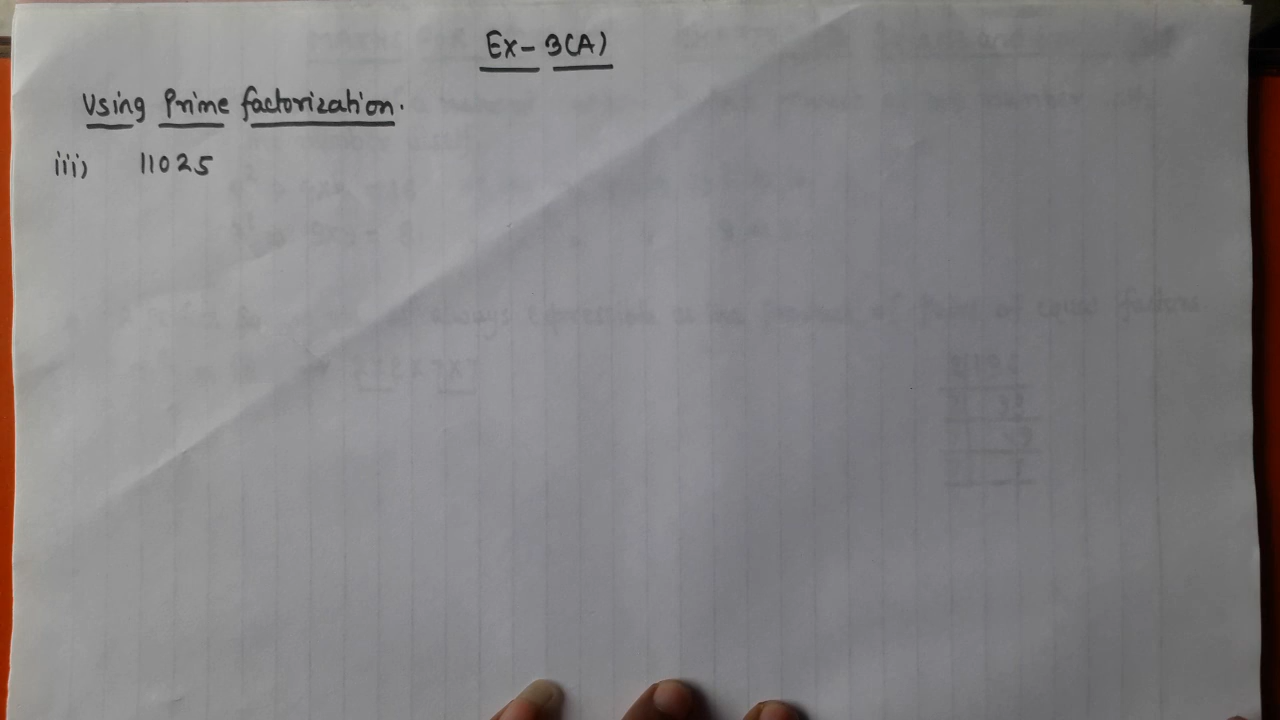 Ex- 3(A)
Using Prime factorization.
iii) 11025